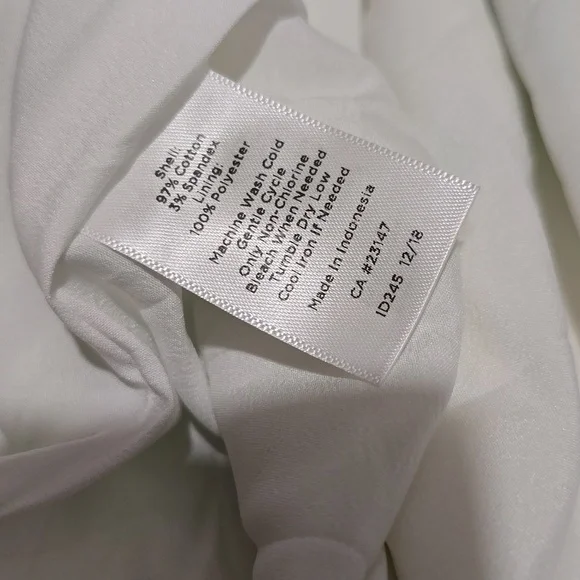 Shell:
97% Cotton
3% Spandex
Lining:
100% Polyester
Machine Wash Cold
Gentle Cycle
Only Non-Chlorine
Bleach When Needed
Tumble Dry Low
Cool Iron If Needed
Made In Indonesia
CA #23147
ID245 12/18